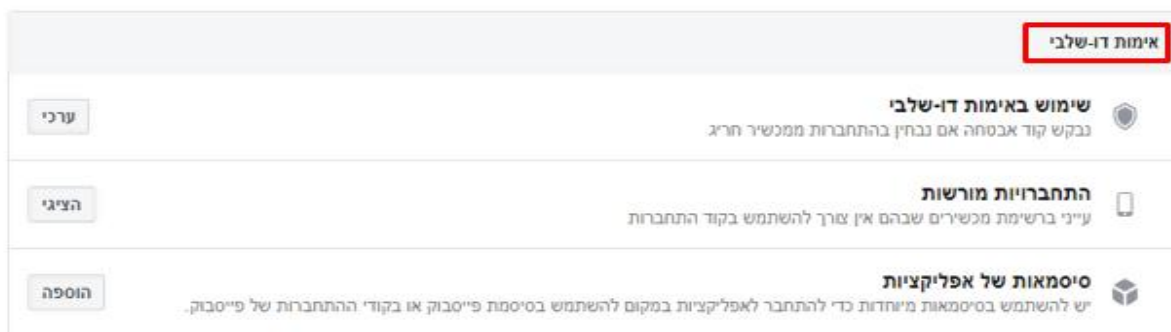 אימות דו-שלבי
שימוש באימות דו-שלבי
נבקש קוד אבטחה אם נבחין בהתחברות ממכשיר חריג
ערכי
התחברויות מורשות
עייני ברשימת מכשירים שבהם אין צורך להשתמש בקוד התחברות
הציגי
סיסמאות של אפליקציות
יש להשתמש בסיסמאות מיוחדות כדי להתחבר לאפליקציות במקום להשתמש בסיסמת פייסבוק או בקודי ההתחברות של פייסבוק.
הוספה